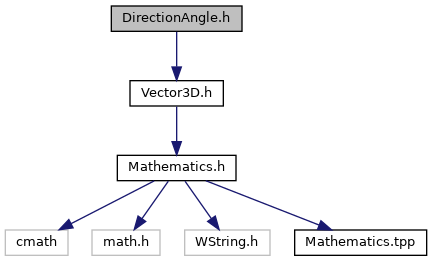 DirectionAngle.h
Vector3D.h
Mathematics.h
cmath
math.h
WString.h
Mathematics.tpp